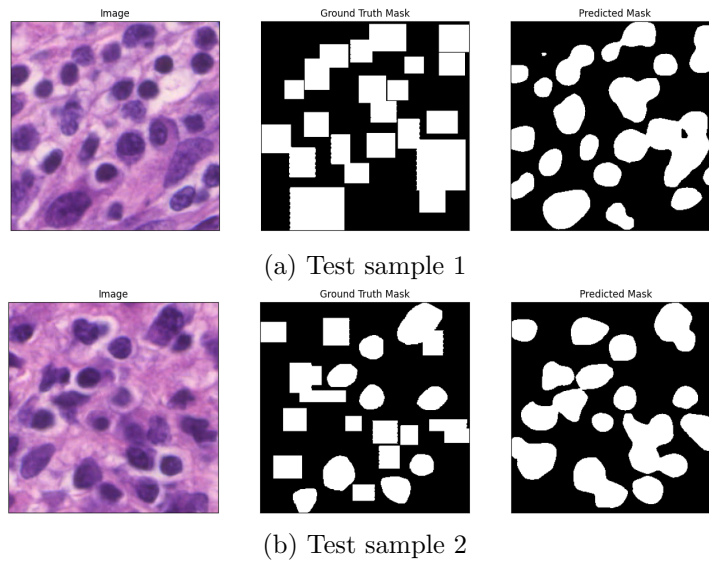 Image Ground Truth Mask Predicted Mask
(a) Test sample 1
Image Ground Truth Mask Predicted Mask
(b) Test sample 2